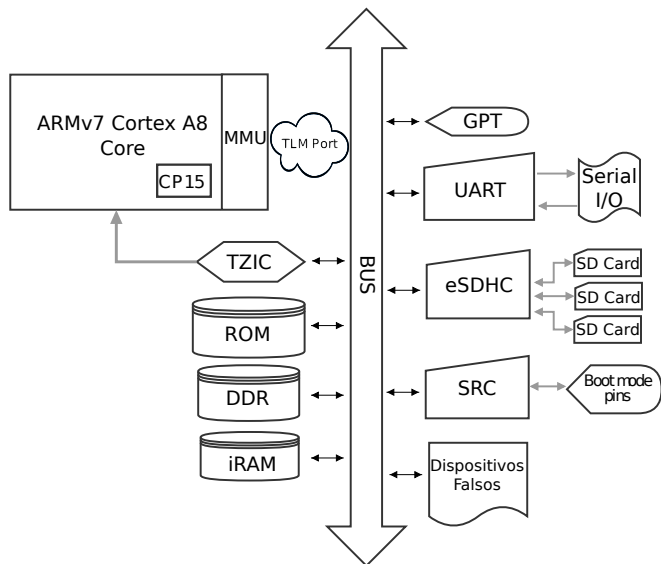 ARMv7 Cortex A8
Core
MMU
CP15
TLM Port
TZIC
ROM
DDR
iRAM
BUS
GPT
UART
Serial
I/O
eSDHC
SD Card
SD Card
SD Card
SRC
Boot mode
pins
Dispositivos
Falsos